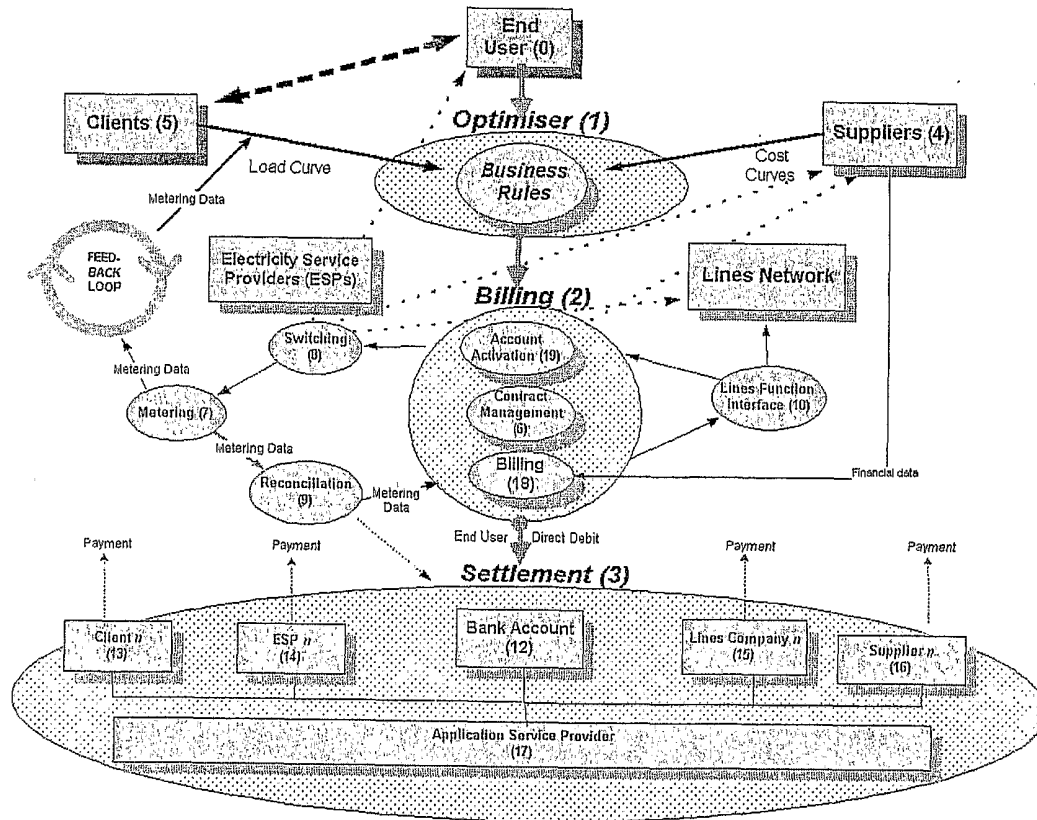 End
User (0)
Clients (5)
Optimiser (1)
Suppliers (4)
Load Curve
Business
Rules
Cost
Curves
Metering Data
FEED-
BACK
LOOP
Electricity Service
Providers (ESPs)
Lines Network
Billing (2)
Switching
(8)
Account
Activation (19)
Metering Data
Contract
Management
(6)
Lines Function
Interface (10)
Metering (7)
Metering Data
Billing
(18)
Financial data
Reconciliation
(9)
Metering
Data
End User
Direct Debit
Payment
Payment
Payment
Payment
Settlement (3)
Client n
(13)
ESP n
(14)
Bank Account
(12)
Lines Company n
(15)
Supplier n
(16)
Application Service Provider
(17)